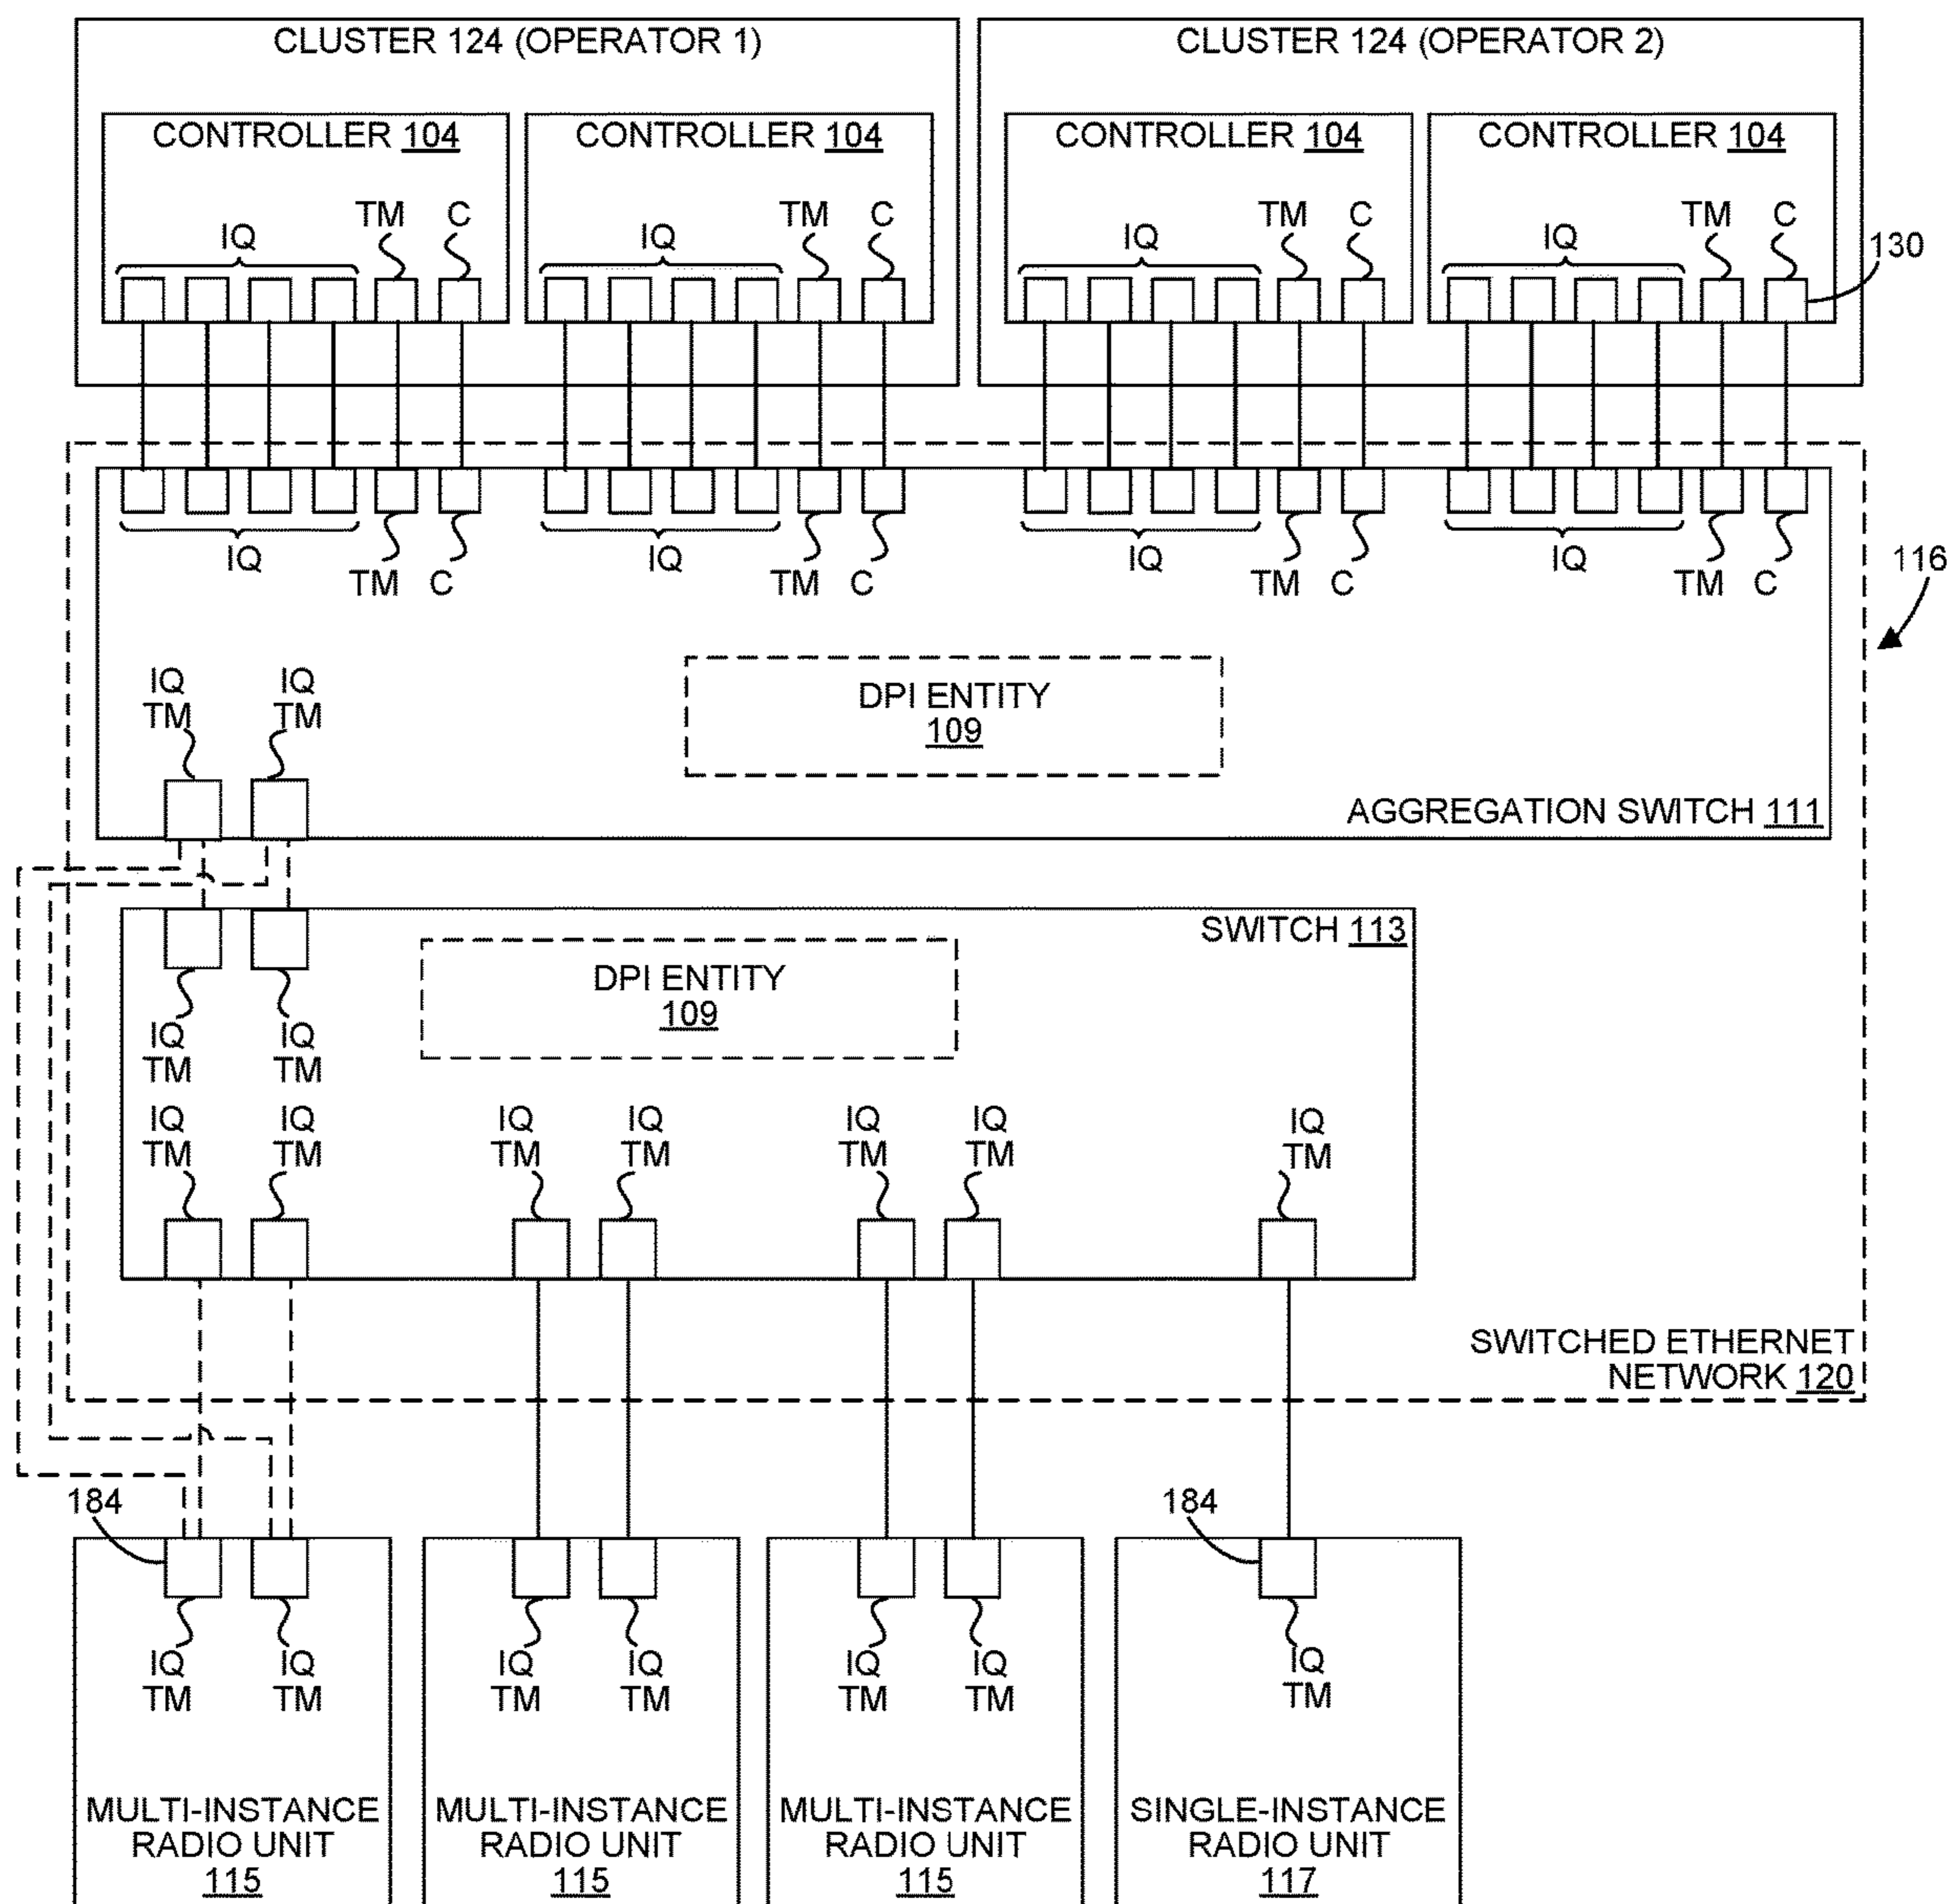 CLUSTER 124 (OPERATOR 1)
CLUSTER 124 (OPERATOR 2)
CONTROLLER 104
CONTROLLER 104
CONTROLLER 104
CONTROLLER 104
IQ TM C
IQ TM C
IQ TM C
IQ TM C
130
IQ TM C
IQ TM C
IQ TM C
IQ TM C
116
IQ IQ
TM TM
DPI ENTITY
109
AGGREGATION SWITCH 111
SWITCH 113
DPI ENTITY
109
IQ IQ
TM TM
IQ IQ IQ IQ IQ IQ IQ
TM TM TM TM TM TM TM
SWITCHED ETHERNET
NETWORK 120
184
184
IQ IQ IQ IQ IQ IQ IQ
TM TM TM TM TM TM TM
MULTI-INSTANCE
RADIO UNIT
115
MULTI-INSTANCE
RADIO UNIT
115
MULTI-INSTANCE
RADIO UNIT
115
SINGLE-INSTANCE
RADIO UNIT
117